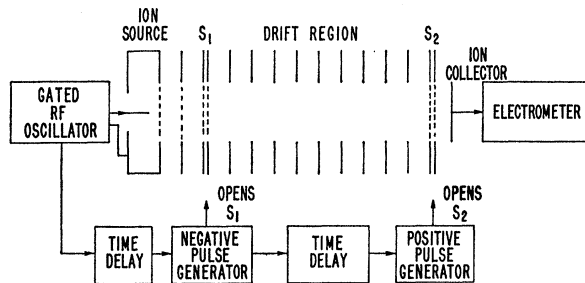 ION
SOURCE
S1
DRIFT REGION
S2
ION
COLLECTOR
GATED
RF
OSCILLATOR
ELECTROMETER
OPENS
S1
OPENS
S2
TIME
DELAY
NEGATIVE
PULSE
GENERATOR
TIME
DELAY
POSITIVE
PULSE
GENERATOR